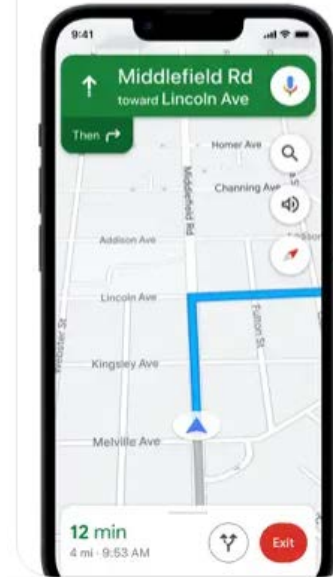 9:41
Middlefield Rd
toward Lincoln Ave
Then
Homer Ave
Channing Ave
Middlefield Rd
Addison Ave
Lincoln Ave
Fulton St
Webster St
Kingsley Ave
Melville Ave
12 min
4 mi · 9:53 AM
Exit